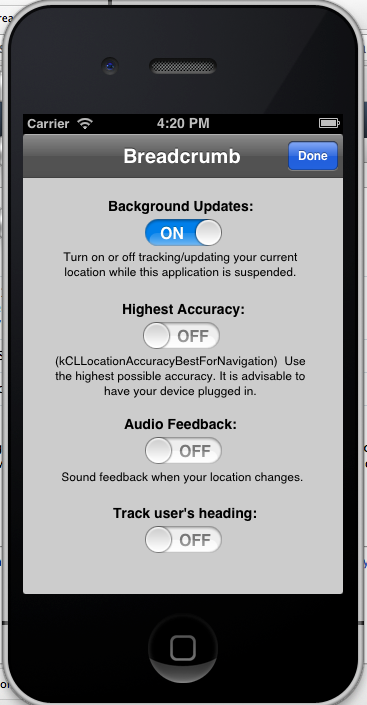 Carrier 4:20 PM
Breadcrumb Done
Background Updates:
ON
Turn on or off tracking/updating your current
location while this application is suspended.
Highest Accuracy:
OFF
(kCLLocationAccuracyBestForNavigation)  Use
the highest possible accuracy. It is advisable to
have your device plugged in.
Audio Feedback:
OFF
Sound feedback when your location changes.
Track user's heading:
OFF